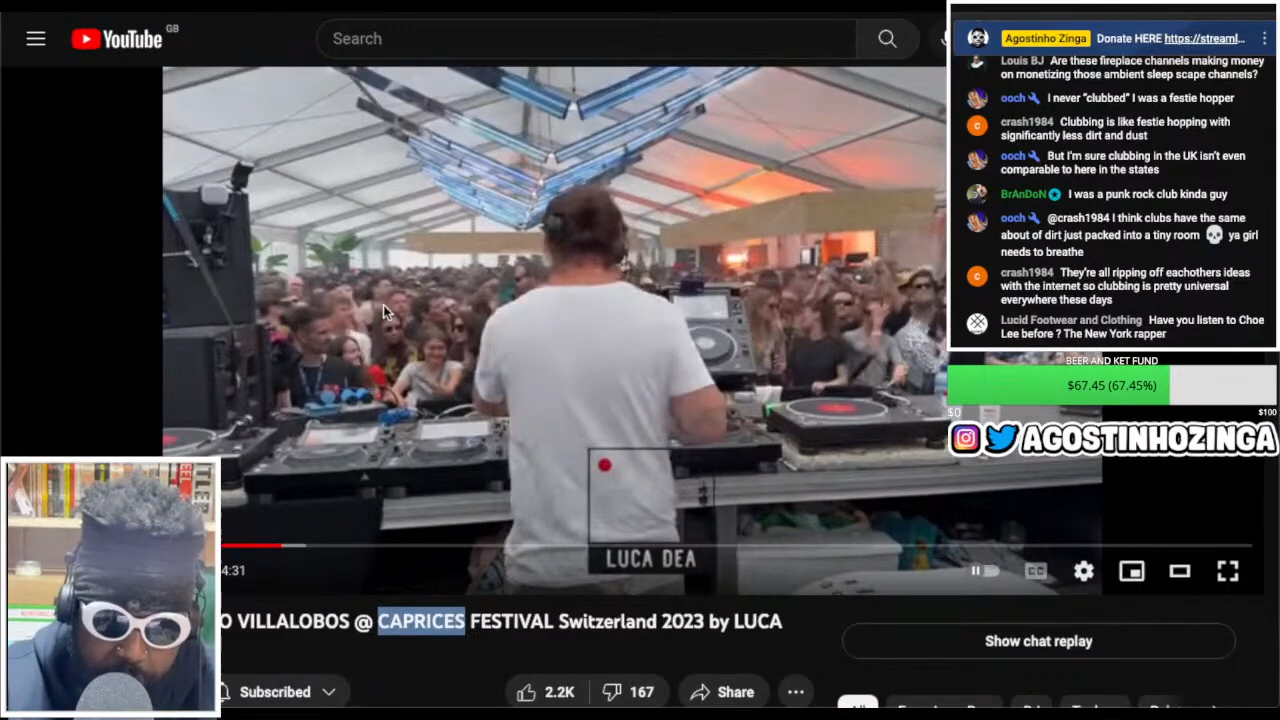 YouTube GB
Search
Agostinho Zinga Donate HERE https://streaml...
Louis BJ Are these fireplace channels making money
on monetizing those ambient sleep scape channels?
ooch I never “clubbed” I was a festie hopper
crash1984 Clubbing is like festie hopping with
significantly less dirt and dust
ooch But I’m sure clubbing in the UK isn’t even
comparable to here in the states
BrAnDoN I was a punk rock club kinda guy
ooch @crash1984 I think clubs have the same
about of dirt just packed into a tiny room 💀 ya girl
needs to breathe
crash1984 They’re all ripping off eachothers ideas
with the internet so clubbing is pretty universal
everywhere these days
Lucid Footwear and Clothing Have you listen to Choe
Lee before ? The New York rapper
BEER AND KET FUND
$67.45 (67.45%)
$0 $100
AGOSTINHOZINGA
LUCA DEA
4:31
CC
O VILLALOBOS @ CAPRICES FESTIVAL Switzerland 2023 by LUCA
Show chat replay
Subscribed
2.2K
167
Share